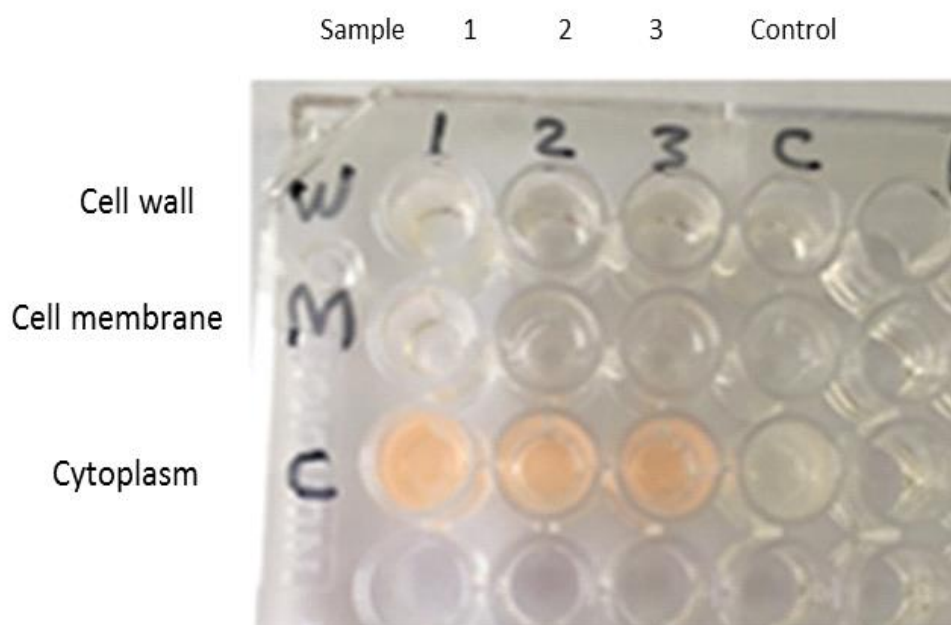 Sample 1 2 3 Control
1 2 3 C
Cell wall W
Cell membrane M
Cytoplasm C